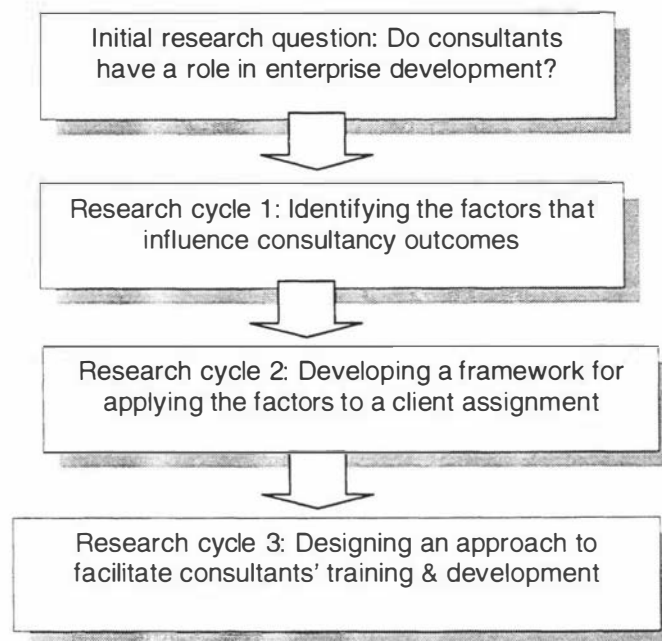 Initial research question: Do consultants
have a role in enterprise development?
Research cycle 1: Identifying the factors that
influence consultancy outcomes
Research cycle 2: Developing a framework for
applying the factors to a client assignment
Research cycle 3: Designing an approach to
facilitate consultants' training & development